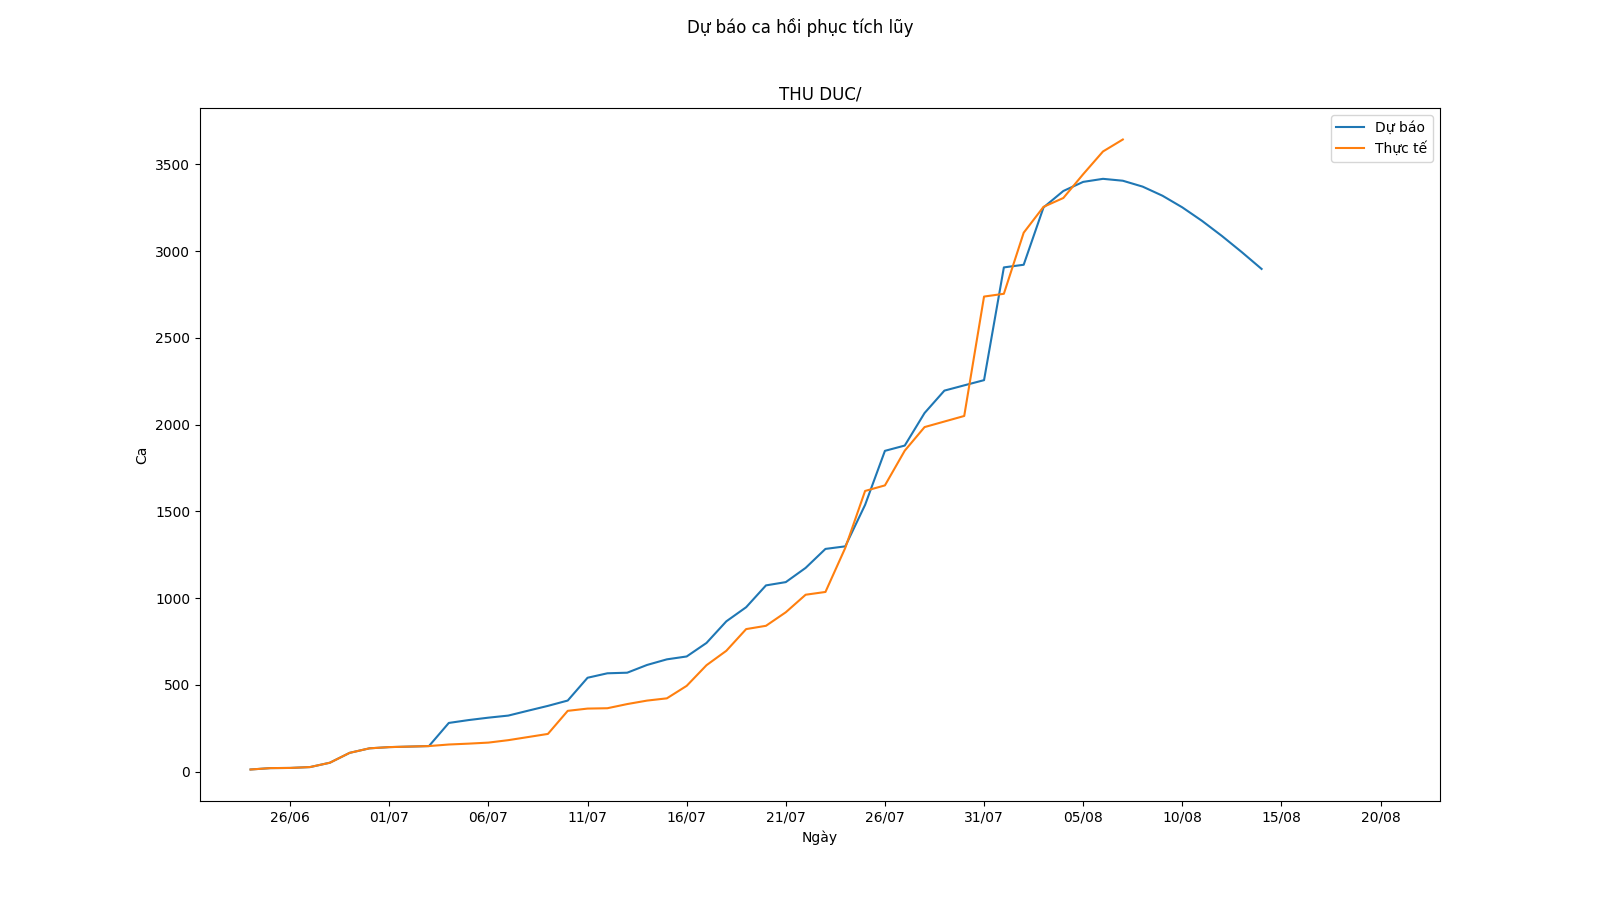 Dự báo ca hồi phục tích lũy
THU DUC/
Dự báo
Thực tế
3500
3000
2500
2000
1500
1000
500
0
Ca
26/06 01/07 06/07 11/07 16/07 21/07 26/07 31/07 05/08 10/08 15/08 20/08
Ngày